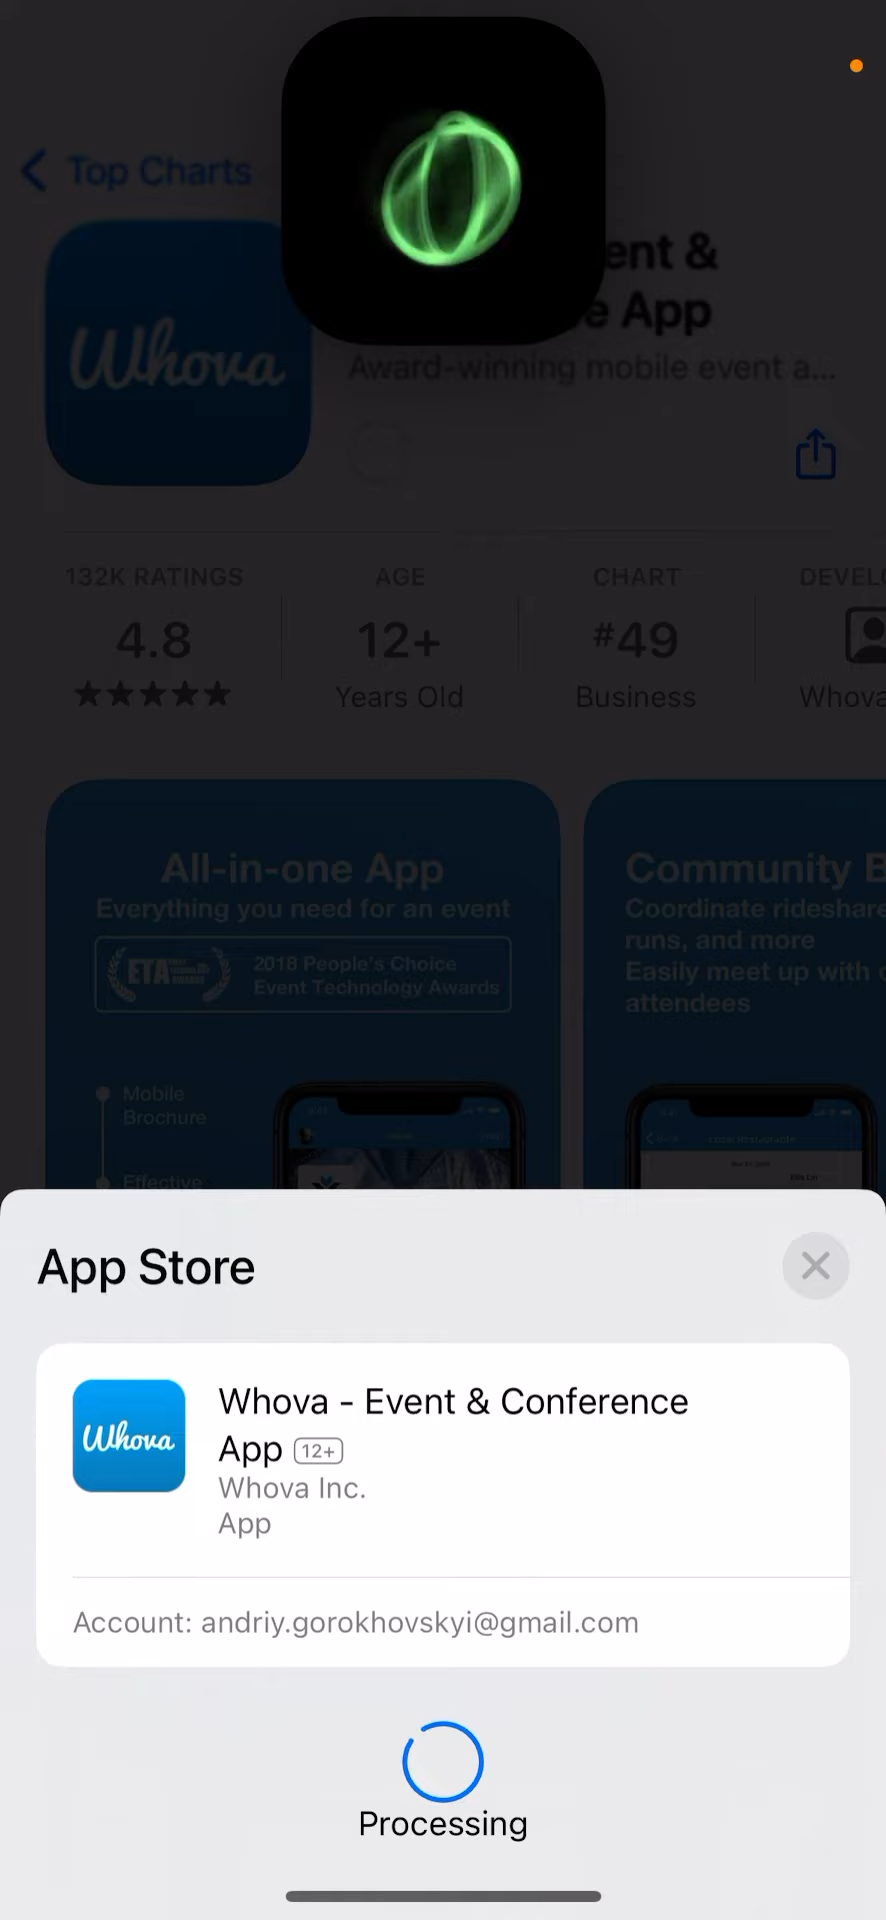 Top Charts
ent &
e App
Whova
Award-winning mobile event a...
132K RATINGS
AGE
CHART
DEVEL
4.8
12+
#49
★★★★★
Years Old
Business
Whova
All-in-one App
Everything you need for an event
ETA
2018 People's Choice
Event Technology Awards
Community B
Coordinate rideshare
runs, and more
Easily meet up with
attendees
Mobile
Brochure
Effective
App Store
Whova
Whova - Event & Conference
App 12+
Whova Inc.
App
Account: andriy.gorokhovskyi@gmail.com
Processing